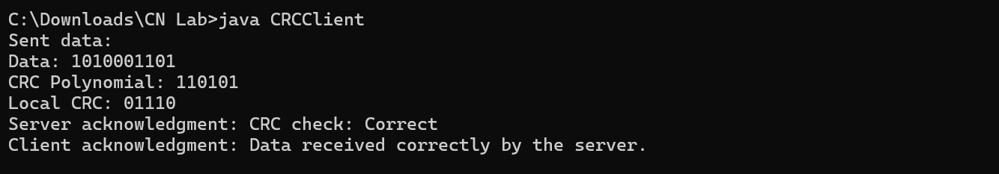 C:\Downloads\CN Lab>java CRCClient
Sent data:
Data: 1010001101
CRC Polynomial: 110101
Local CRC: 01110
Server acknowledgment: CRC check: Correct
Client acknowledgment: Data received correctly by the server.